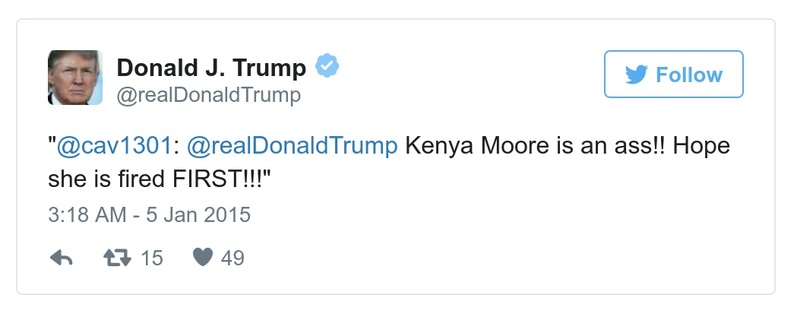 Donald J. Trump
@realDonaldTrump
Follow
"@cav1301: @realDonaldTrump Kenya Moore is an ass!! Hope
she is fired FIRST!!!"
3:18 AM - 5 Jan 2015
15 49